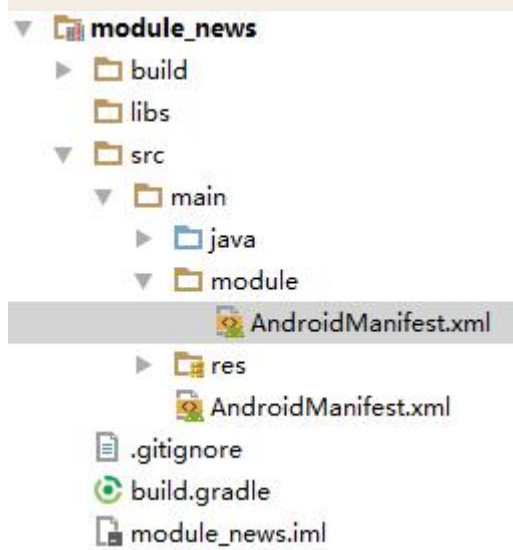 module_news
build
libs
src
main
java
module
AndroidManifest.xml
res
AndroidManifest.xml
.gitignore
build.gradle
module_news.iml